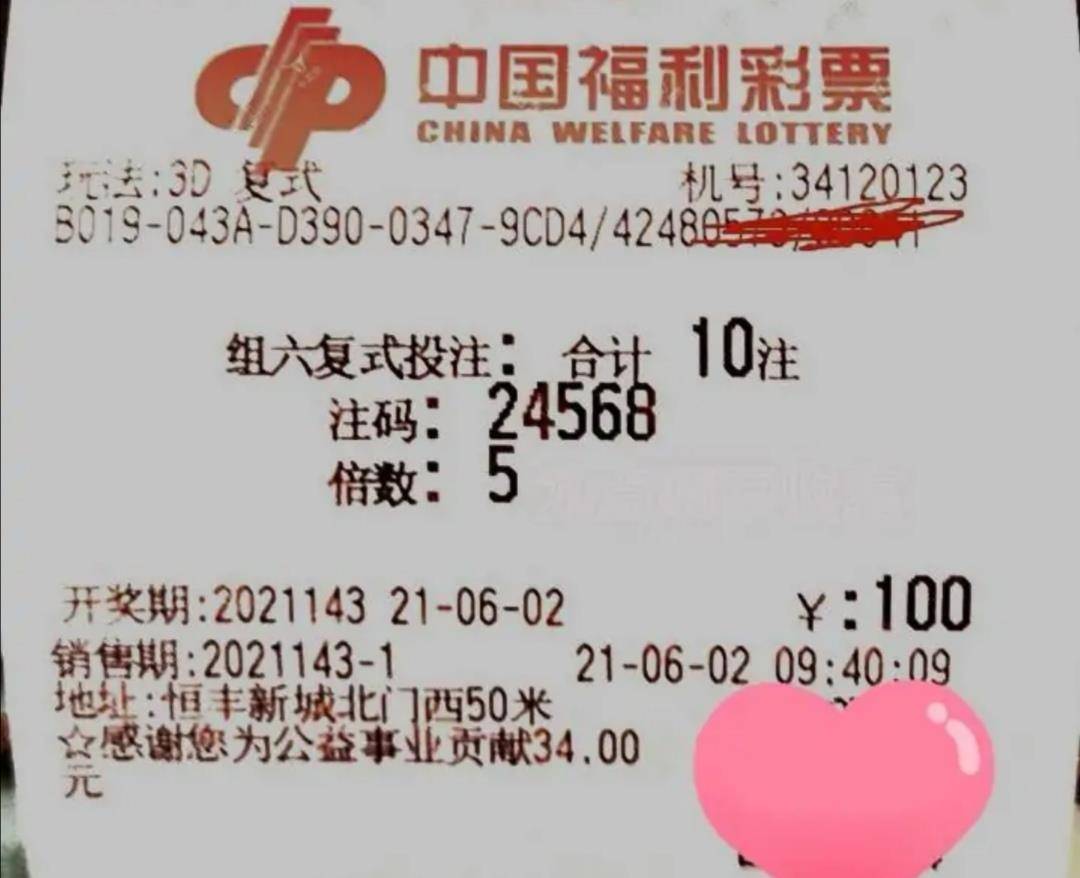 中国福利彩票
CHINA WELFARE LOTTERY
玩法:3D 复式 机号:34120123
B019-043A-D390-0347-9CD4/42480
组六复式投注: 合计 10注
注码: 24568
倍数: 5
开奖期:2021143 21-06-02 ¥:100
销售期:2021143-1 21-06-02 09:40:09
地址:恒丰新城北门西50米
☆感谢您为公益事业贡献34.00
元